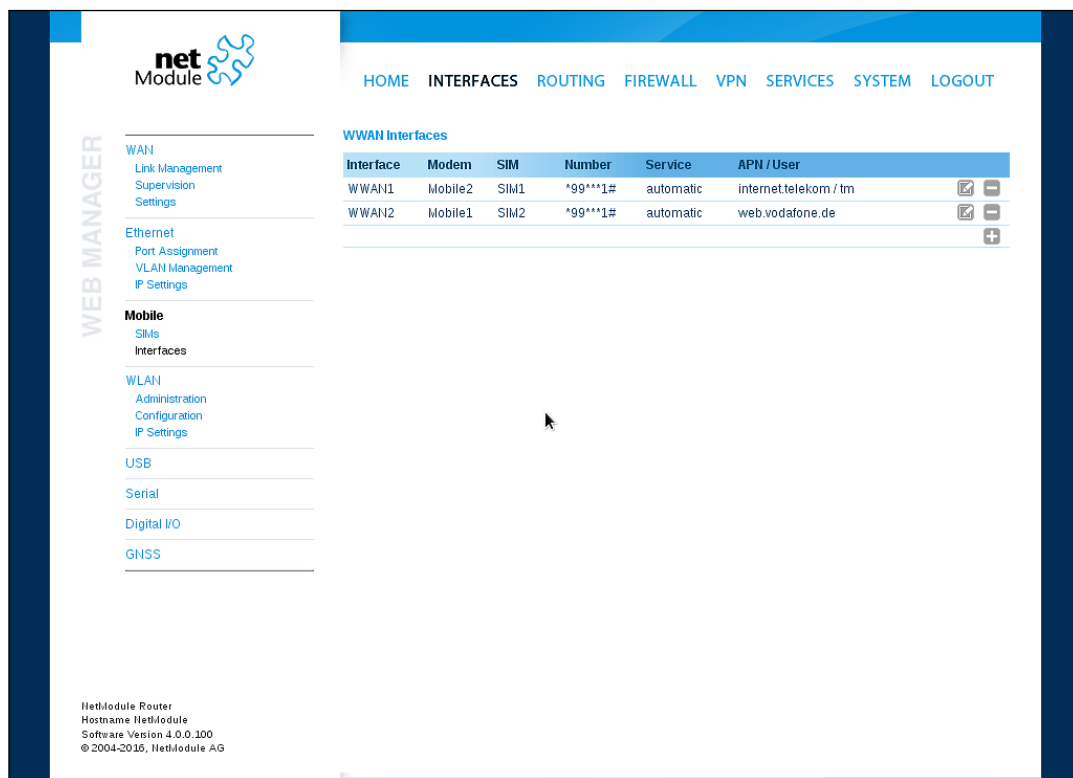 net
Module
HOME INTERFACES ROUTING FIREWALL VPN SERVICES SYSTEM LOGOUT
WEB MANAGER
WAN
Link Management
Supervision
Settings
Ethernet
Port Assignment
VLAN Management
IP Settings
Mobile
SIMs
Interfaces
WLAN
Administration
Configuration
IP Settings
USB
Serial
Digital I/O
GNSS
WWAN Interfaces
Interface Modem SIM Number Service APN / User
WWAN1 Mobile2 SIM1 *99***1# automatic internet.telekom / tm
WWAN2 Mobile1 SIM2 *99***1# automatic web.vodafone.de
NetModule Router
Hostname NetModule
Software Version 4.0.0.100
© 2004-2016, NetModule AG